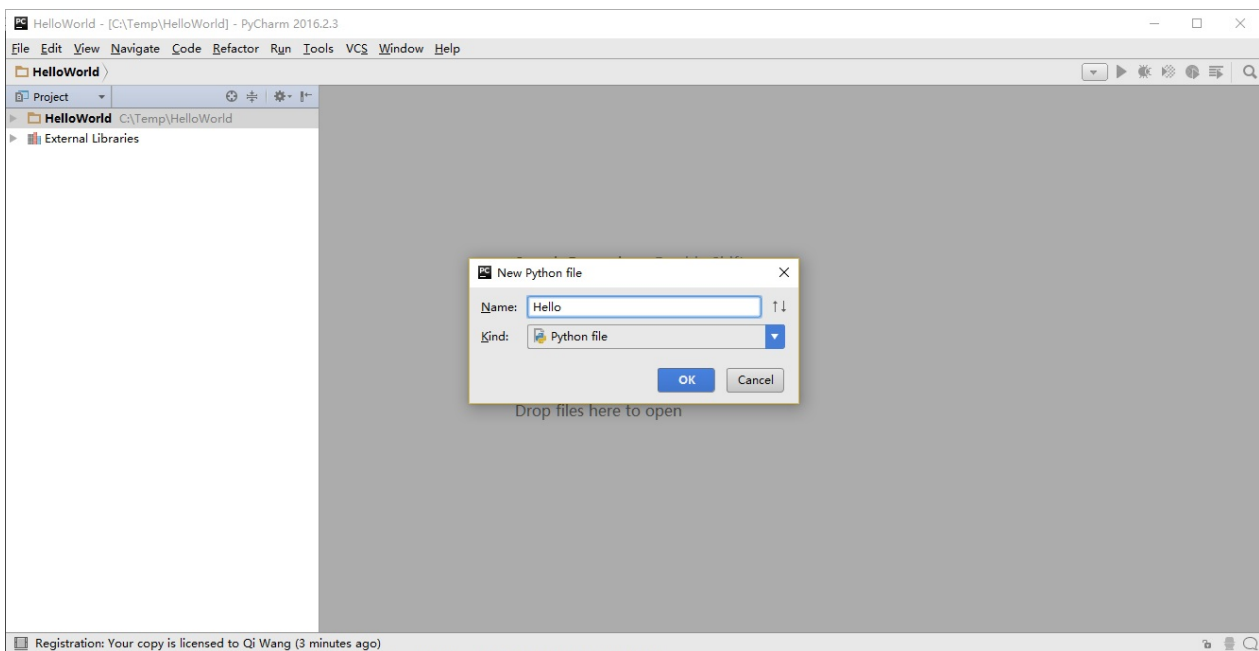 HelloWorld - [C:\Temp\HelloWorld] - PyCharm 2016.2.3
File Edit View Navigate Code Refactor Run Tools VCS Window Help
HelloWorld
Project
HelloWorld C:\Temp\HelloWorld
External Libraries
New Python file
Name: Hello
Kind: Python file
OK Cancel
Drop files here to open
Registration: Your copy is licensed to Qi Wang (3 minutes ago)